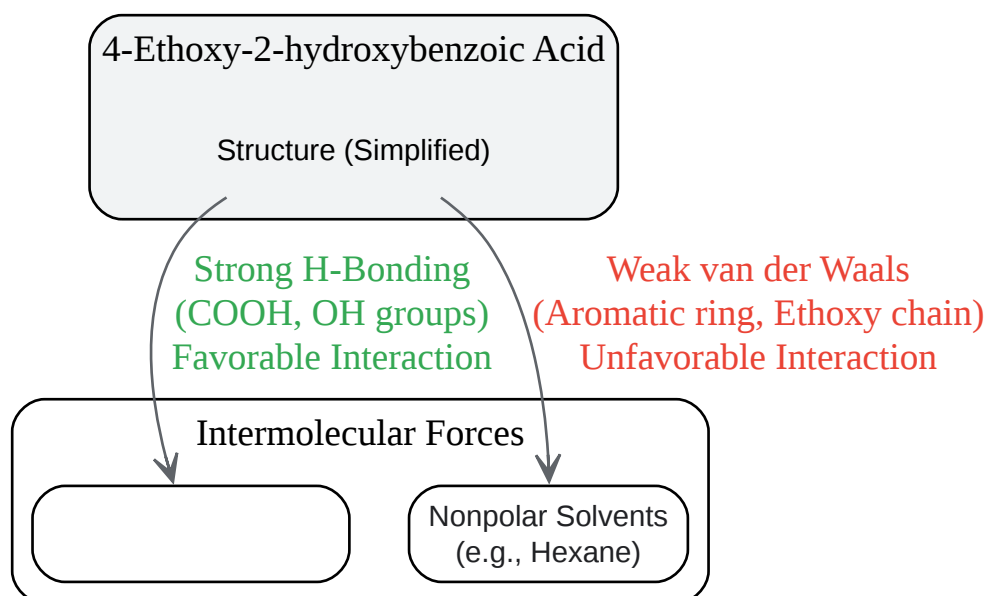 4-Ethoxy-2-hydroxybenzoic Acid
Structure (Simplified)
Strong H-Bonding
(COOH, OH groups)
Favorable Interaction
Weak van der Waals
(Aromatic ring, Ethoxy chain)
Unfavorable Interaction
Intermolecular Forces
Nonpolar Solvents
(e.g., Hexane)